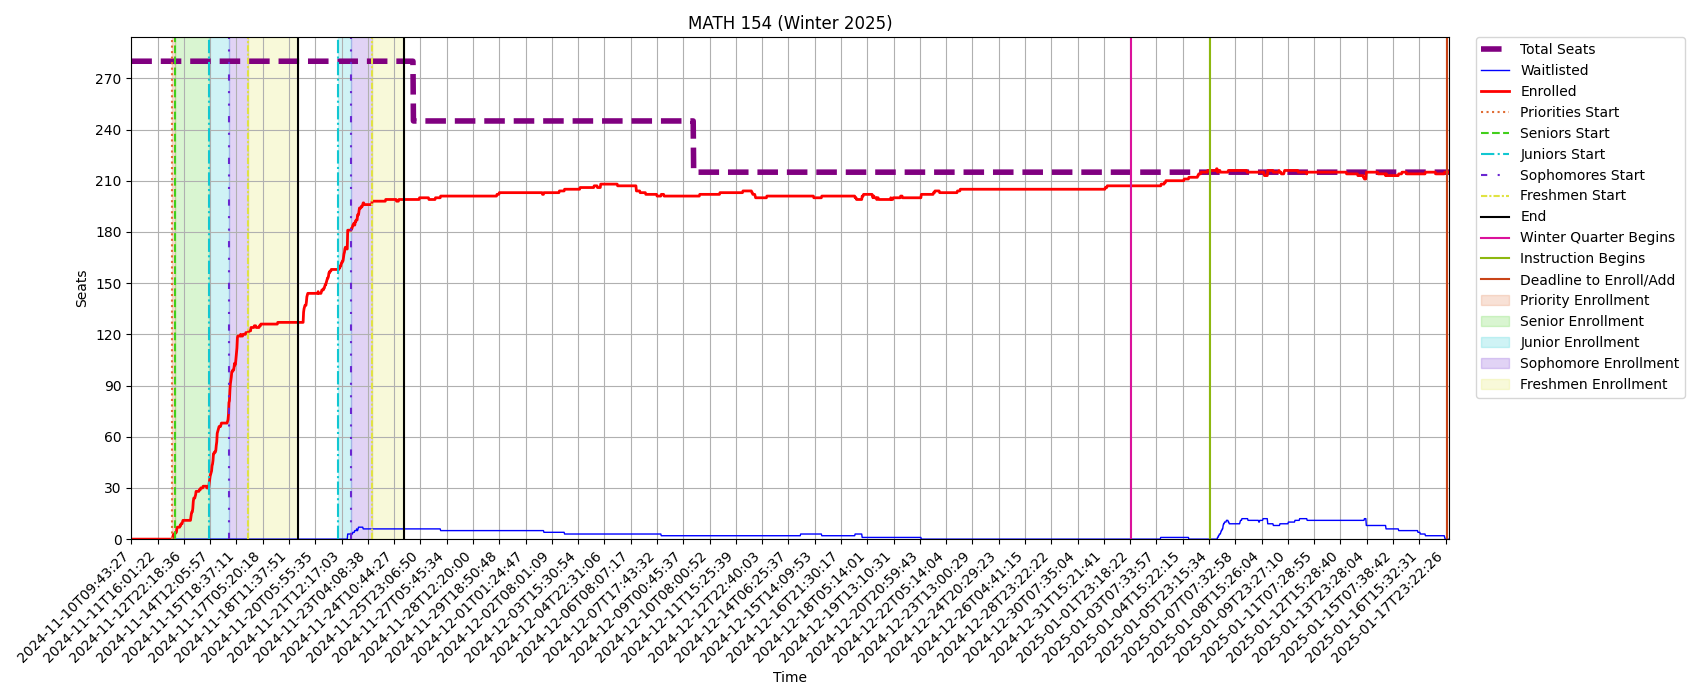 MATH 154 (Winter 2025)
Seats
270
240
210
180
150
120
90
60
30
0
2024-11-10T09:43:27
2024-11-11T16:01:22
2024-11-12T22:18:36
2024-11-14T12:05:57
2024-11-15T18:37:11
2024-11-17T05:20:18
2024-11-18T11:37:51
2024-11-20T05:55:35
2024-11-21T12:17:03
2024-11-23T04:08:38
2024-11-24T10:44:27
2024-11-25T23:06:50
2024-11-27T05:45:34
2024-11-28T12:20:00
2024-11-29T18:50:48
2024-12-01T01:24:47
2024-12-02T08:01:09
2024-12-03T15:30:54
2024-12-04T22:31:06
2024-12-06T08:07:17
2024-12-07T17:43:32
2024-12-09T00:45:37
2024-12-10T08:00:52
2024-12-11T15:25:39
2024-12-12T22:40:03
2024-12-14T06:25:37
2024-12-15T14:09:53
2024-12-16T21:30:17
2024-12-18T05:14:01
2024-12-19T13:10:31
2024-12-20T20:59:43
2024-12-22T05:14:04
2024-12-23T13:00:29
2024-12-24T20:29:23
2024-12-26T04:41:15
2024-12-28T23:22:22
2024-12-30T07:35:04
2024-12-31T15:21:41
2025-01-01T23:18:22
2025-01-03T07:33:57
2025-01-04T15:22:15
2025-01-05T23:15:34
2025-01-07T07:32:58
2025-01-08T15:26:04
2025-01-09T23:27:10
2025-01-11T07:28:55
2025-01-12T15:28:40
2025-01-13T23:28:04
2025-01-15T07:38:42
2025-01-16T15:32:31
2025-01-17T23:22:26
Time
Total Seats
Waitlisted
Enrolled
Priorities Start
Seniors Start
Juniors Start
Sophomores Start
Freshmen Start
End
Winter Quarter Begins
Instruction Begins
Deadline to Enroll/Add
Priority Enrollment
Senior Enrollment
Junior Enrollment
Sophomore Enrollment
Freshmen Enrollment